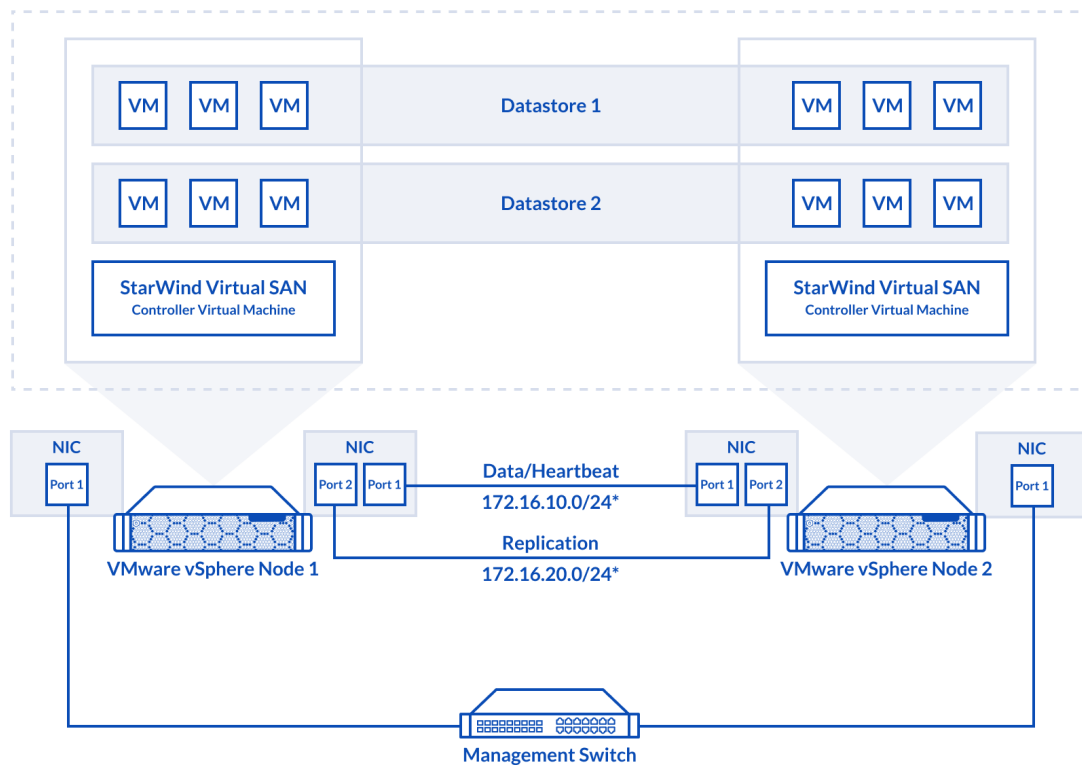 VM VM VM Datastore 1 VM VM VM
VM VM VM Datastore 2 VM VM VM
StarWind Virtual SAN
Controller Virtual Machine
StarWind Virtual SAN
Controller Virtual Machine
NIC
Port 1
NIC
Port 2 Port 1
Data/Heartbeat
172.16.10.0/24*
NIC
Port 1 Port 2
NIC
Port 1
Replication
172.16.20.0/24*
VMware vSphere Node 1
VMware vSphere Node 2
Management Switch